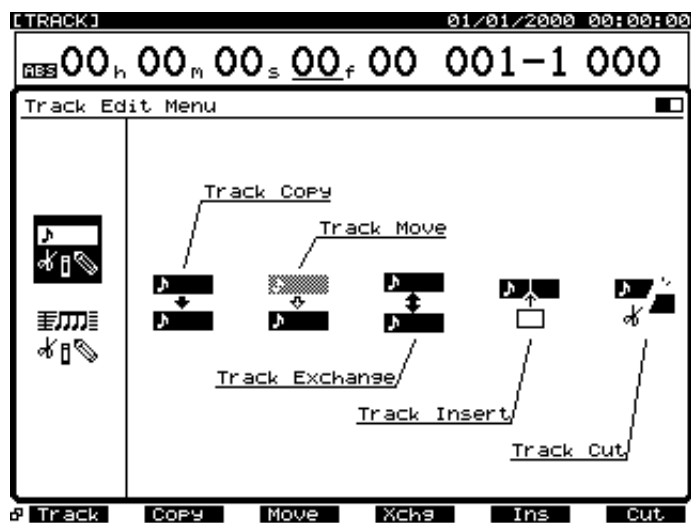 [TRACK] 01/01/2000 00:00:00
ABS 00h 00m 00s 00f 00 001-1 000
Track Edit Menu
Track Copy
Track Move
Track Exchange
Track Insert
Track Cut
Track Copy Move Xchg Ins Cut